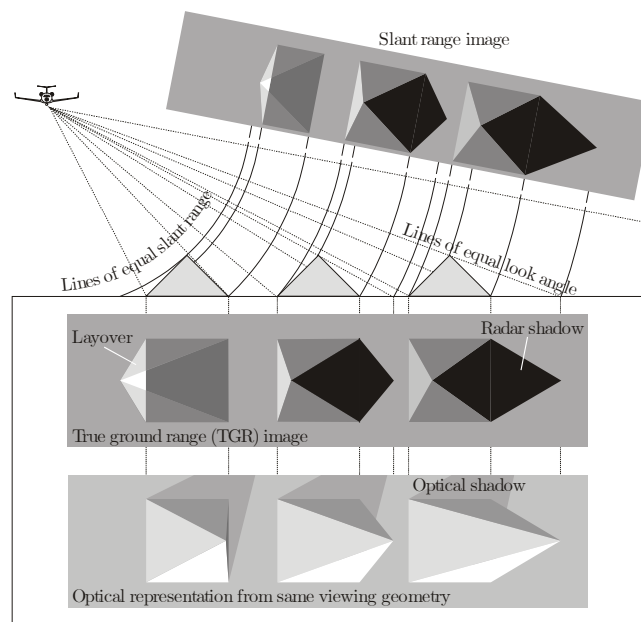 Slant range image
Lines of equal slant range
Lines of equal look angle
Layover
Radar shadow
True ground range (TGR) image
Optical shadow
Optical representation from same viewing geometry